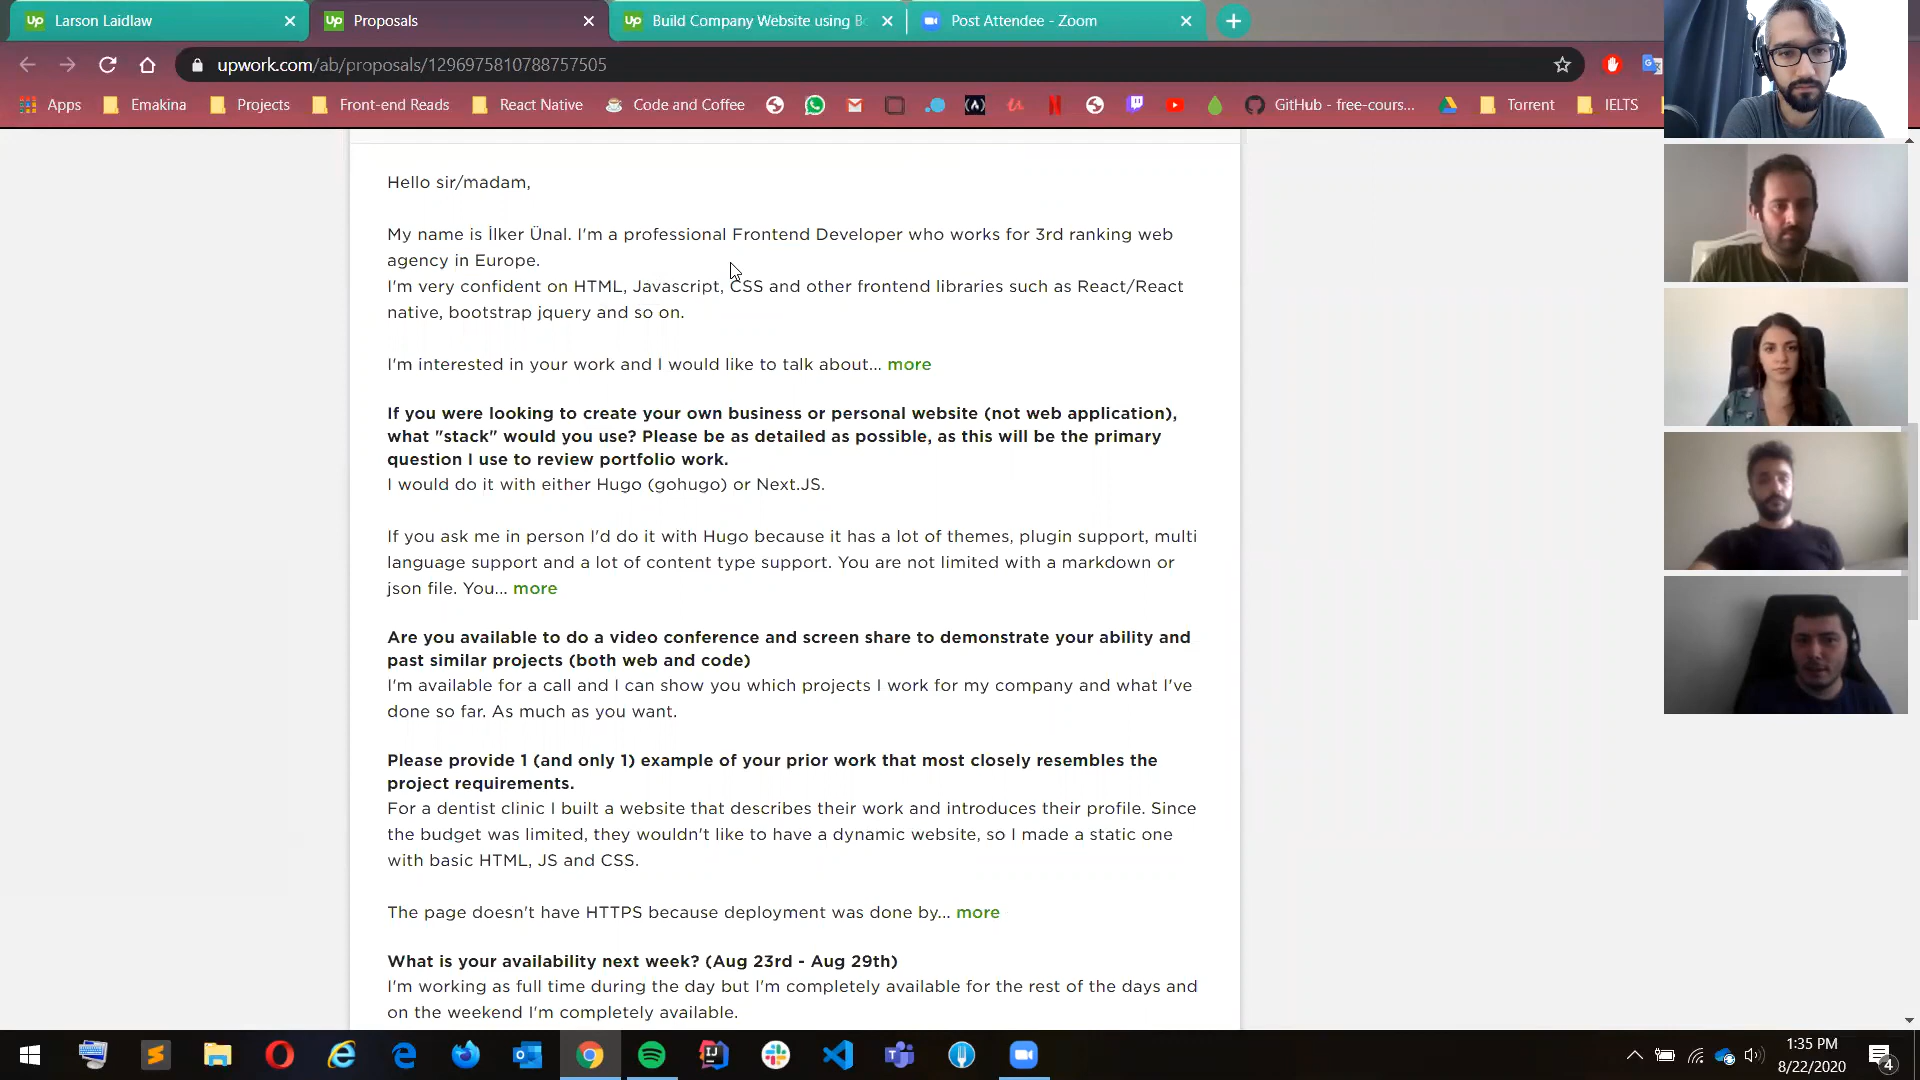 Larson Laidlaw
Proposals
Build Company Website using Bo
Post Attendee - Zoom
upwork.com/ab/proposals/1296975810788757505
Apps
Emakina
Projects
Front-end Reads
React Native
Code and Coffee
GitHub - free-cours...
Torrent
IELTS
Hello sir/madam,
My name is İlker Ünal. I'm a professional Frontend Developer who works for 3rd ranking web
agency in Europe.
I'm very confident on HTML, Javascript, CSS and other frontend libraries such as React/React
native, bootstrap jquery and so on.
I'm interested in your work and I would like to talk about... more
If you were looking to create your own business or personal website (not web application),
what "stack" would you use? Please be as detailed as possible, as this will be the primary
question I use to review portfolio work.
I would do it with either Hugo (gohugo) or Next.JS.
If you ask me in person I'd do it with Hugo because it has a lot of themes, plugin support, multi
language support and a lot of content type support. You are not limited with a markdown or
json file. You... more
Are you available to do a video conference and screen share to demonstrate your ability and
past similar projects (both web and code)
I'm available for a call and I can show you which projects I work for my company and what I've
done so far. As much as you want.
Please provide 1 (and only 1) example of your prior work that most closely resembles the
project requirements.
For a dentist clinic I built a website that describes their work and introduces their profile. Since
the budget was limited, they wouldn't like to have a dynamic website, so I made a static one
with basic HTML, JS and CSS.
The page doesn't have HTTPS because deployment was done by... more
What is your availability next week? (Aug 23rd - Aug 29th)
I'm working as full time during the day but I'm completely available for the rest of the days and
on the weekend I'm completely available.
1:35 PM
8/22/2020
4